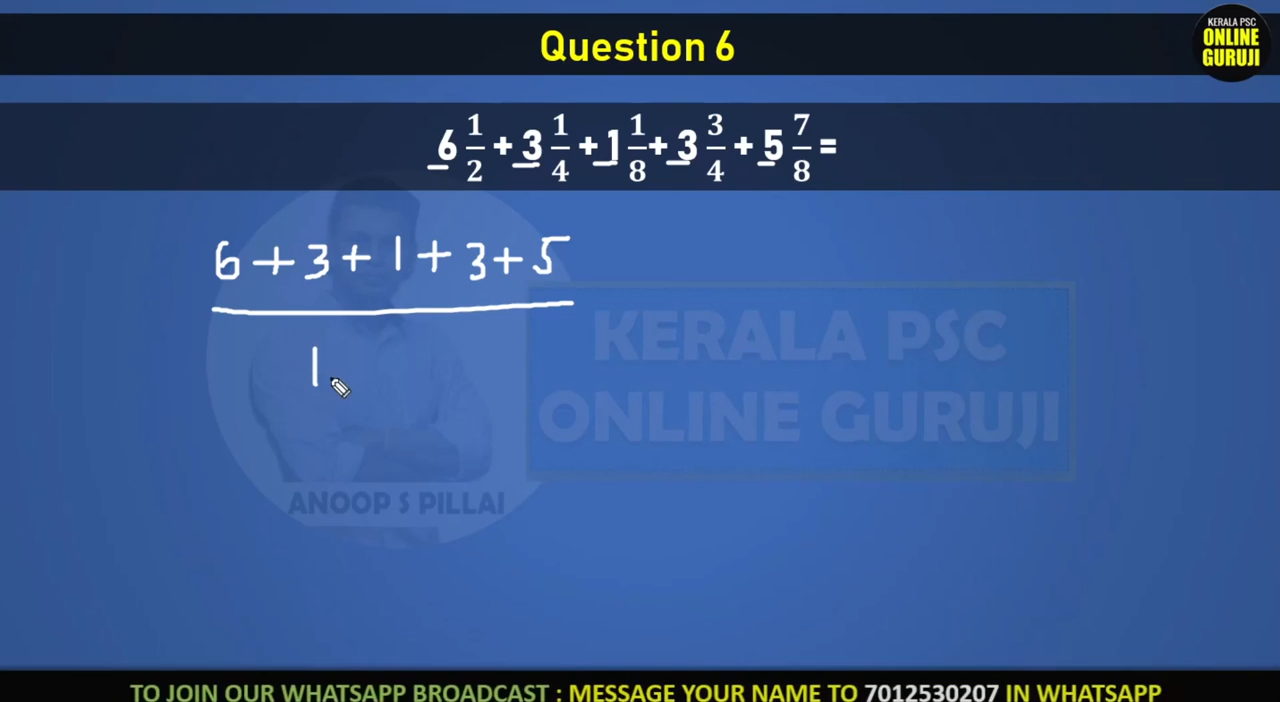 Question 6
KERALA PSC
ONLINE
GURUJI
6 1/2 + 3 1/4 + 1 1/8 + 3 3/4 + 5 7/8 =
6 + 3 + 1 + 3 + 5
1
KERALA PSC
ONLINE GURUJI
ANOOP S PILLAI
TO JOIN OUR WHATSAPP BROADCAST : MESSAGE YOUR NAME TO 7012530207 IN WHATSAPP